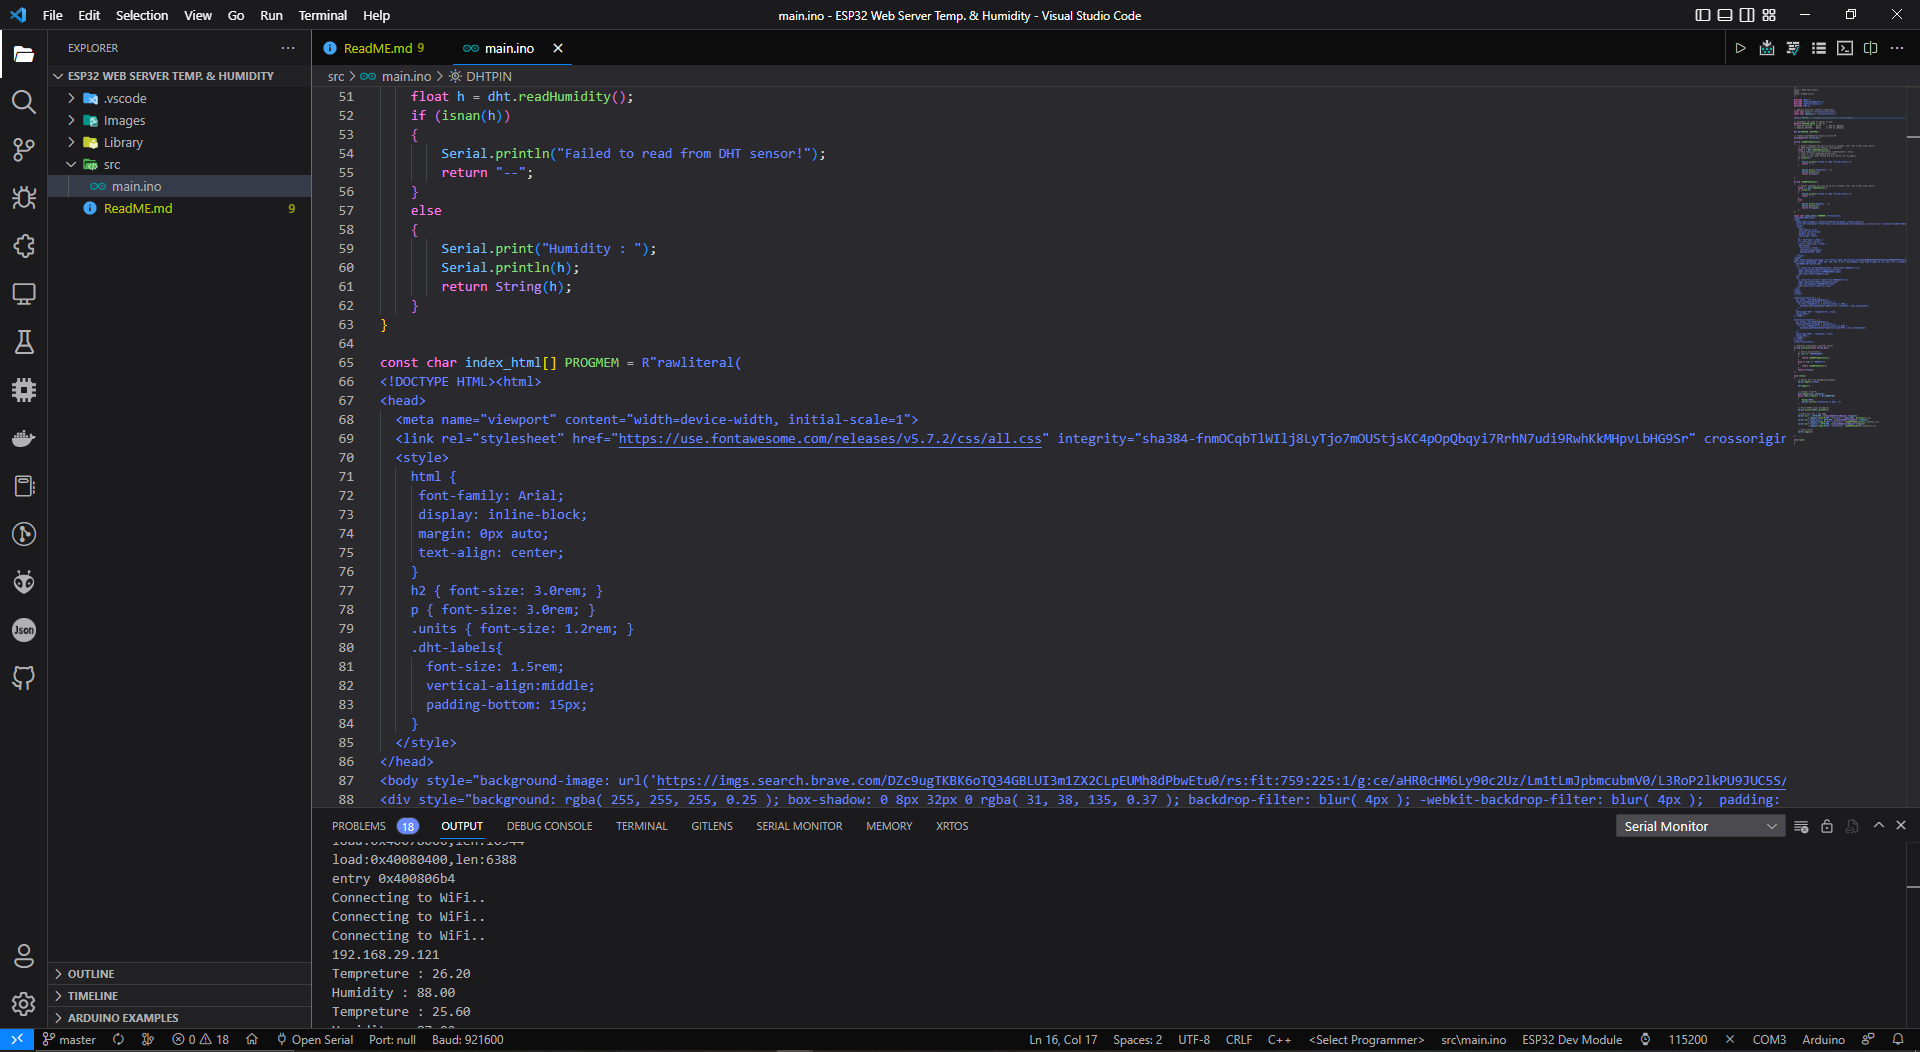 File Edit Selection View Go Run Terminal Help
main.ino - ESP32 Web Server Temp. & Humidity - Visual Studio Code
EXPLORER
ESP32 WEB SERVER TEMP. & HUMIDITY
.vscode
Images
Library
src
main.ino
ReadME.md 9
OUTLINE
TIMELINE
ARDUINO EXAMPLES
Json
ReadME.md 9
main.ino
src > main.ino > DHTPIN
51 float h = dht.readHumidity();
52 if (isnan(h))
53 {
54 Serial.println("Failed to read from DHT sensor!");
55 return "--";
56 }
57 else
58 {
59 Serial.print("Humidity : ");
60 Serial.println(h);
61 return String(h);
62 }
63 }
64
65 const char index_html[] PROGMEM = R"rawliteral(
66 <!DOCTYPE HTML><html>
67 <head>
68 <meta name="viewport" content="width=device-width, initial-scale=1">
69 <link rel="stylesheet" href="https://use.fontawesome.com/releases/v5.7.2/css/all.css" integrity="sha384-fnmOCqbTlWIlj8LyTjo7mOUStjsKC4pOpQbqyi7RrhN7udi9RwhKkMHpvLbHG9Sr" crossorigin
70 <style>
71 html {
72 font-family: Arial;
73 display: inline-block;
74 margin: 0px auto;
75 text-align: center;
76 }
77 h2 { font-size: 3.0rem; }
78 p { font-size: 3.0rem; }
79 .units { font-size: 1.2rem; }
80 .dht-labels{
81 font-size: 1.5rem;
82 vertical-align:middle;
83 padding-bottom: 15px;
84 }
85 </style>
86 </head>
87 <body style="background-image: url('https://imgs.search.brave.com/DZc9ugTKBK6oTQ34GBLUI3m1ZX2CLpEUMh8dPbwEtu0/rs:fit:759:225:1/g:ce/aHR0cHM6Ly90c2Uz/Lm1tLmJpbmcubmV0/L3RoP2lkPU9JUC5S/
88 <div style="background: rgba( 255, 255, 255, 0.25 ); box-shadow: 0 8px 32px 0 rgba( 31, 38, 135, 0.37 ); backdrop-filter: blur( 4px ); -webkit-backdrop-filter: blur( 4px ); padding:
PROBLEMS 18 OUTPUT DEBUG CONSOLE TERMINAL GITLENS SERIAL MONITOR MEMORY XRTOS
Serial Monitor
load:0x40080400,len:6388
entry 0x400806b4
Connecting to WiFi..
Connecting to WiFi..
Connecting to WiFi..
192.168.29.121
Tempreture : 26.20
Humidity : 88.00
Tempreture : 25.60
master 0 18 Open Serial Port: null Baud: 921600 Ln 16, Col 17 Spaces: 2 UTF-8 CRLF C++ <Select Programmer> src\main.ino ESP32 Dev Module 115200 COM3 Arduino